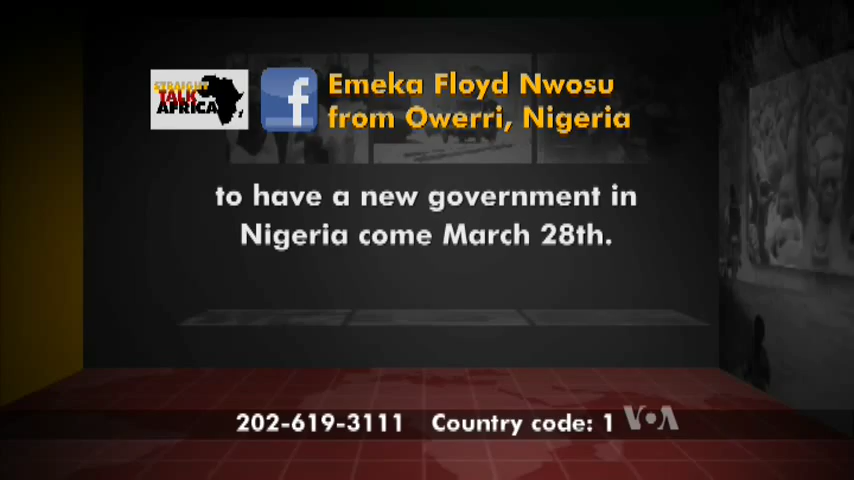 STRAIGHT
TALK
AFRICA
f
Emeka Floyd Nwosu
from Owerri, Nigeria
to have a new government in
Nigeria come March 28th.
202-619-3111 Country code: 1 VOA